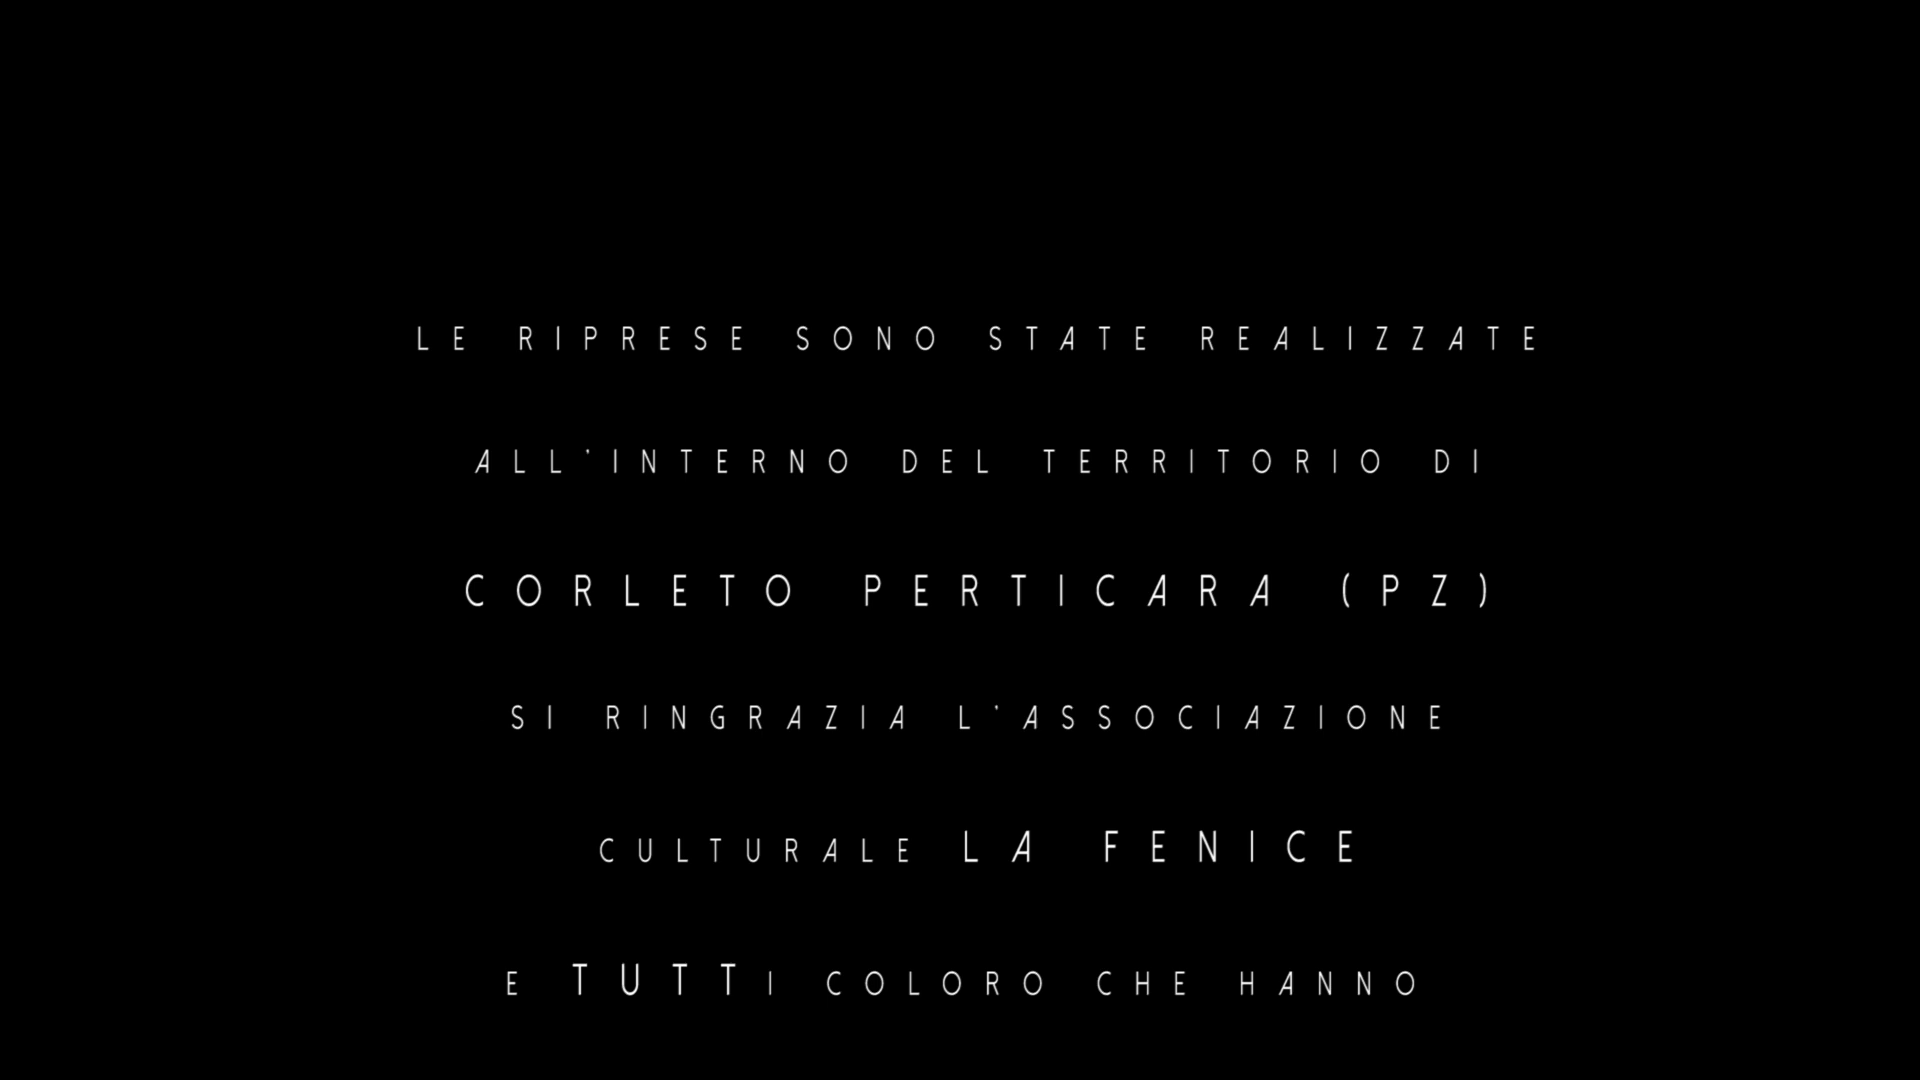 LE RIPRESE SONO STATE REALIZZATE
ALL'INTERNO DEL TERRITORIO DI
CORLETO PERTICARA (PZ)
SI RINGRAZIA L'ASSOCIAZIONE
CULTURALE LA FENICE
E TUTTI COLORO CHE HANNO